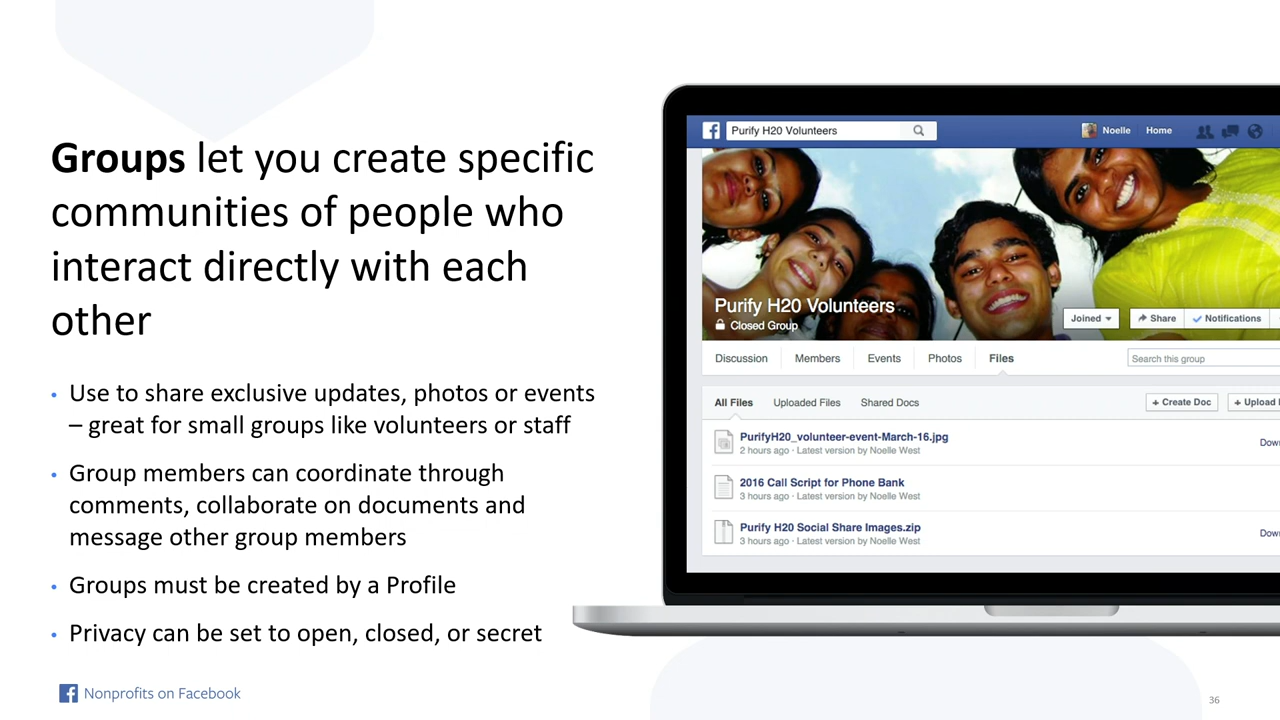 Groups let you create specific
communities of people who
interact directly with each
other
• Use to share exclusive updates, photos or events
– great for small groups like volunteers or staff
• Group members can coordinate through
comments, collaborate on documents and
message other group members
• Groups must be created by a Profile
• Privacy can be set to open, closed, or secret
Nonprofits on Facebook
Purify H20 Volunteers
Noelle Home
Purify H20 Volunteers
Closed Group
Joined Share Notifications
Discussion Members Events Photos Files
Search this group
All Files Uploaded Files Shared Docs
+ Create Doc + Upload
PurifyH20_volunteer-event-March-16.jpg
2 hours ago · Latest version by Noelle West
Dow
2016 Call Script for Phone Bank
3 hours ago · Latest version by Noelle West
Purify H20 Social Share Images.zip
3 hours ago · Latest version by Noelle West
Dow
36